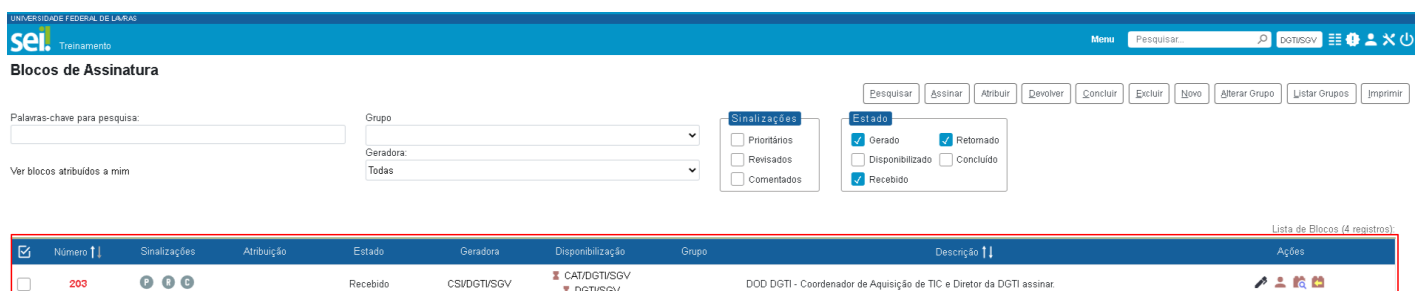 UNIVERSIDADE FEDERAL DE LAVRAS
sei! Treinamento Menu Pesquisar... DGTI/SGV
Blocos de Assinatura
Pesquisar Assinar Atribuir Devolver Concluir Excluir Novo Alterar Grupo Listar Grupos Imprimir
Palavras-chave para pesquisa: Grupo Sinalizações Estado
Prioritários Gerado Retornado
Geradora:
Revisados Disponibilizado Concluído
Ver blocos atribuídos a mim Todas
Comentados Recebido
Lista de Blocos (4 registros):
Número Sinalizações Atribuição Estado Geradora Disponibilização Grupo Descrição Ações
203 P R C Recebido CSI/DGTI/SGV CAT/DGTI/SGV DOD DGTI - Coordenador de Aquisição de TIC e Diretor da DGTI assinar.
DGTI/SGV